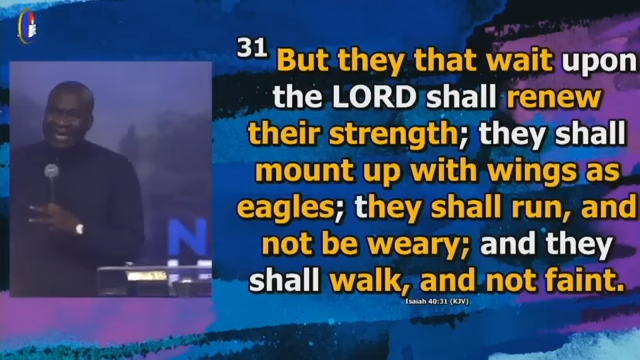 31 But they that wait upon
the LORD shall renew
their strength; they shall
mount up with wings as
eagles; they shall run, and
not be weary; and they
shall walk, and not faint.
Isaiah 40:31 (KJV)
N